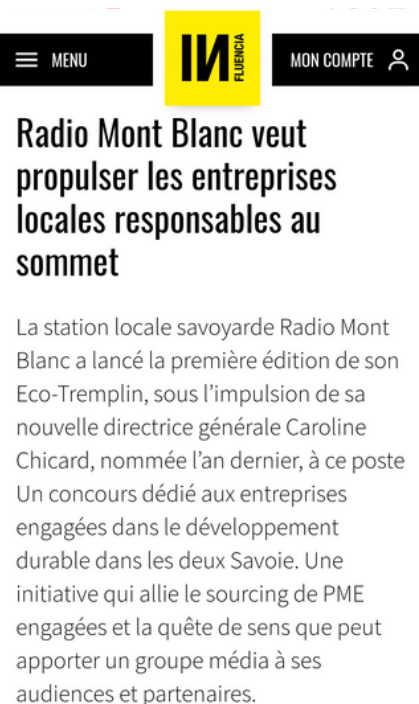 MENU
IN
FLUENCIA
MON COMPTE
Radio Mont Blanc veut
propulser les entreprises
locales responsables au
sommet
La station locale savoyarde Radio Mont
Blanc a lancé la première édition de son
Eco-Tremplin, sous l’impulsion de sa
nouvelle directrice générale Caroline
Chicard, nommée l’an dernier, à ce poste
Un concours dédié aux entreprises
engagées dans le développement
durable dans les deux Savoie. Une
initiative qui allie le sourcing de PME
engagées et la quête de sens que peut
apporter un groupe média à ses
audiences et partenaires.